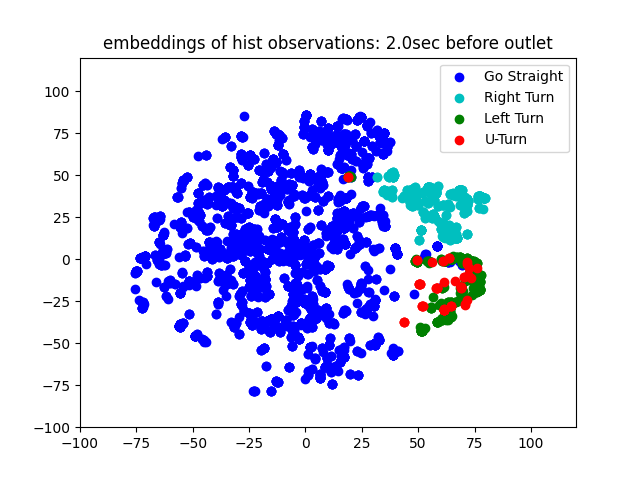 embeddings of hist observations: 2.0sec before outlet
Go Straight
Right Turn
Left Turn
U-Turn
100
75
50
25
0
−25
−50
−75
−100
−100 −75 −50 −25 0 25 50 75 100